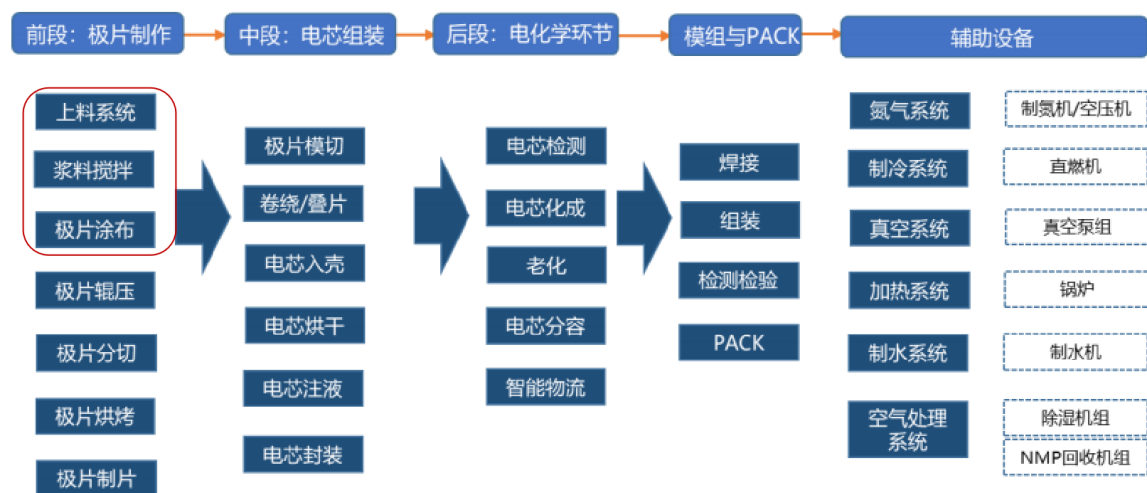 前段：极片制作
中段：电芯组装
后段：电化学环节
模组与PACK
辅助设备
上料系统
浆料搅拌
极片涂布
极片辊压
极片分切
极片烘烤
极片制片
极片模切
卷绕/叠片
电芯入壳
电芯烘干
电芯注液
电芯封装
电芯检测
电芯化成
老化
电芯分容
智能物流
焊接
组装
检测检验
PACK
氮气系统
制氮机/空压机
制冷系统
直燃机
真空系统
真空泵组
加热系统
锅炉
制水系统
制水机
空气处理
系统
除湿机组
NMP回收机组